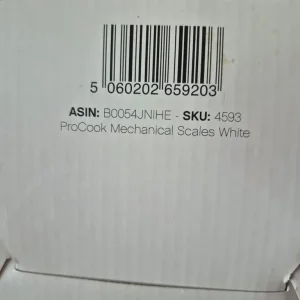 5 060202 659203
ASIN: B0054JNIHE - SKU: 4593
ProCook Mechanical Scales White